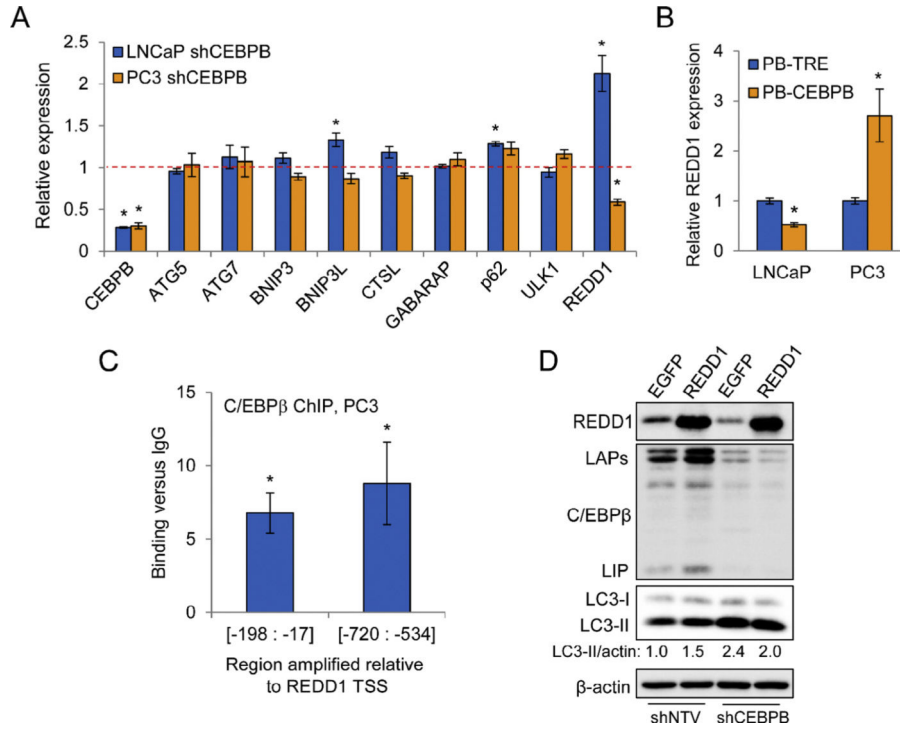 A
Relative expression
2.5
2
1.5
1
0.5
0
LNCaP shCEBPB
PC3 shCEBPB
* * * * * *
CEBPB
ATG5
ATG7
BNIP3
BNIP3L
CTSL
GABARAP
p62
ULK1
REDD1
B
Relative REDD1 expression
4
3
2
1
0
PB-TRE
PB-CEBPB
* *
LNCaP PC3
C
C/EBPβ ChIP, PC3
Binding versus IgG
15
10
5
0
* *
[-198 : -17] [-720 : -534]
Region amplified relative
to REDD1 TSS
D
EGFP REDD1 EGFP REDD1
REDD1
LAPs
C/EBPβ
LIP
LC3-I
LC3-II
LC3-II/actin: 1.0 1.5 2.4 2.0
β-actin
shNTV shCEBPB